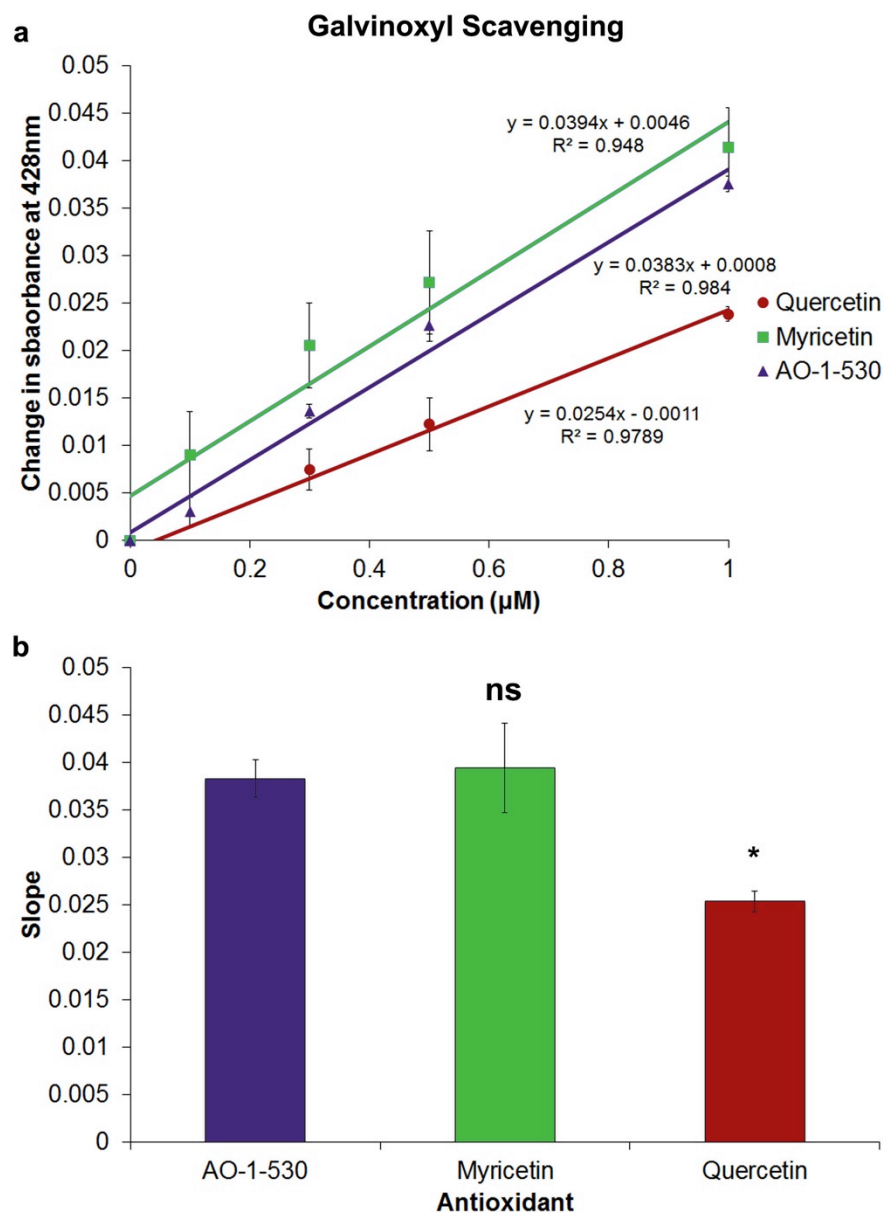 a
Galvinoxyl Scavenging
0.05
0.045
0.04
0.035
0.03
0.025
0.02
0.015
0.01
0.005
0
Change in sbaorbance at 428nm
y = 0.0394x + 0.0046
R² = 0.948
y = 0.0383x + 0.0008
R² = 0.984
y = 0.0254x - 0.0011
R² = 0.9789
Quercetin
Myricetin
AO-1-530
0 0.2 0.4 0.6 0.8 1
Concentration (µM)
b
0.05
0.045
0.04
0.035
0.03
0.025
0.02
0.015
0.01
0.005
0
Slope
ns
*
AO-1-530 Myricetin Quercetin
Antioxidant